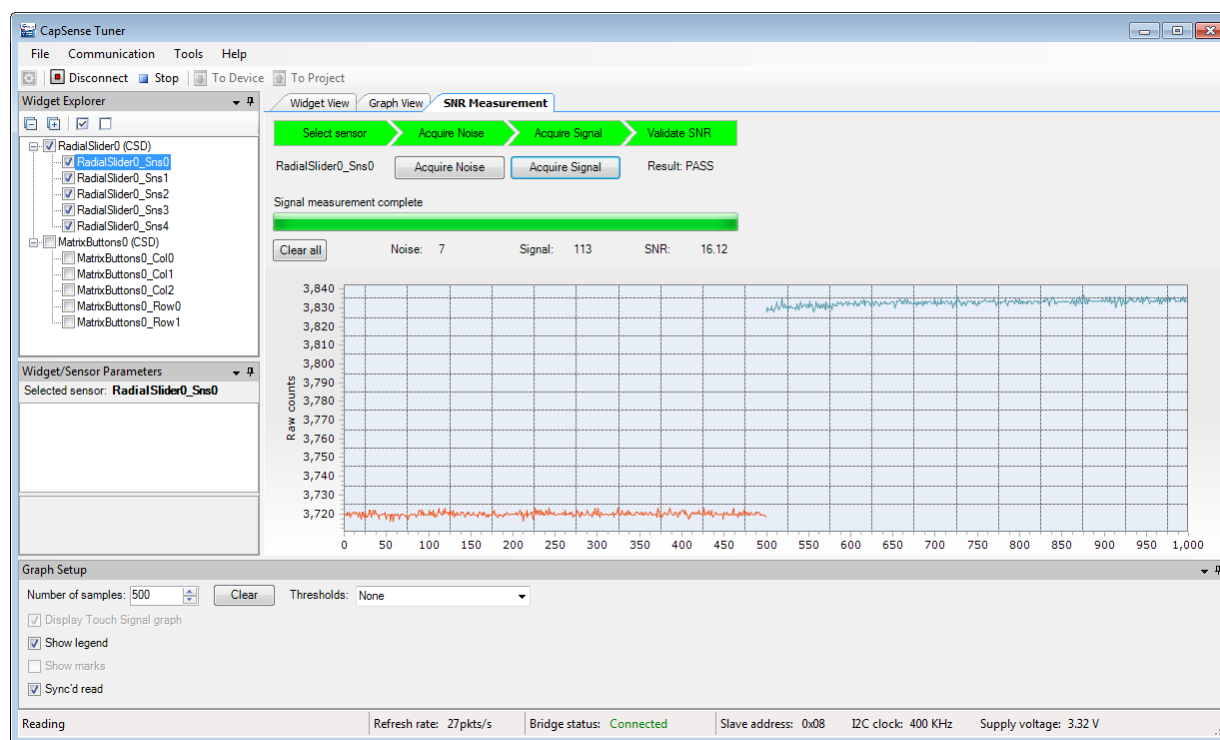 CapSense Tuner
File Communication Tools Help
Disconnect Stop To Device To Project
Widget Explorer
RadialSlider0 (CSD)
RadialSlider0_Sns0
RadialSlider0_Sns1
RadialSlider0_Sns2
RadialSlider0_Sns3
RadialSlider0_Sns4
MatrixButtons0 (CSD)
MatrixButtons0_Col0
MatrixButtons0_Col1
MatrixButtons0_Col2
MatrixButtons0_Row0
MatrixButtons0_Row1
Widget/Sensor Parameters
Selected sensor: RadialSlider0_Sns0
Widget View Graph View SNR Measurement
Select sensor Acquire Noise Acquire Signal Validate SNR
RadialSlider0_Sns0 Acquire Noise Acquire Signal Result: PASS
Signal measurement complete
Clear all Noise: 7 Signal: 113 SNR: 16.12
Raw counts
3,840
3,830
3,820
3,810
3,800
3,790
3,780
3,770
3,760
3,750
3,740
3,730
3,720
0 50 100 150 200 250 300 350 400 450 500 550 600 650 700 750 800 850 900 950 1,000
Graph Setup
Number of samples: 500 Clear Thresholds: None
Display Touch Signal graph
Show legend
Show marks
Sync'd read
Reading Refresh rate: 27pkts/s Bridge status: Connected Slave address: 0x08 I2C clock: 400 KHz Supply voltage: 3.32 V